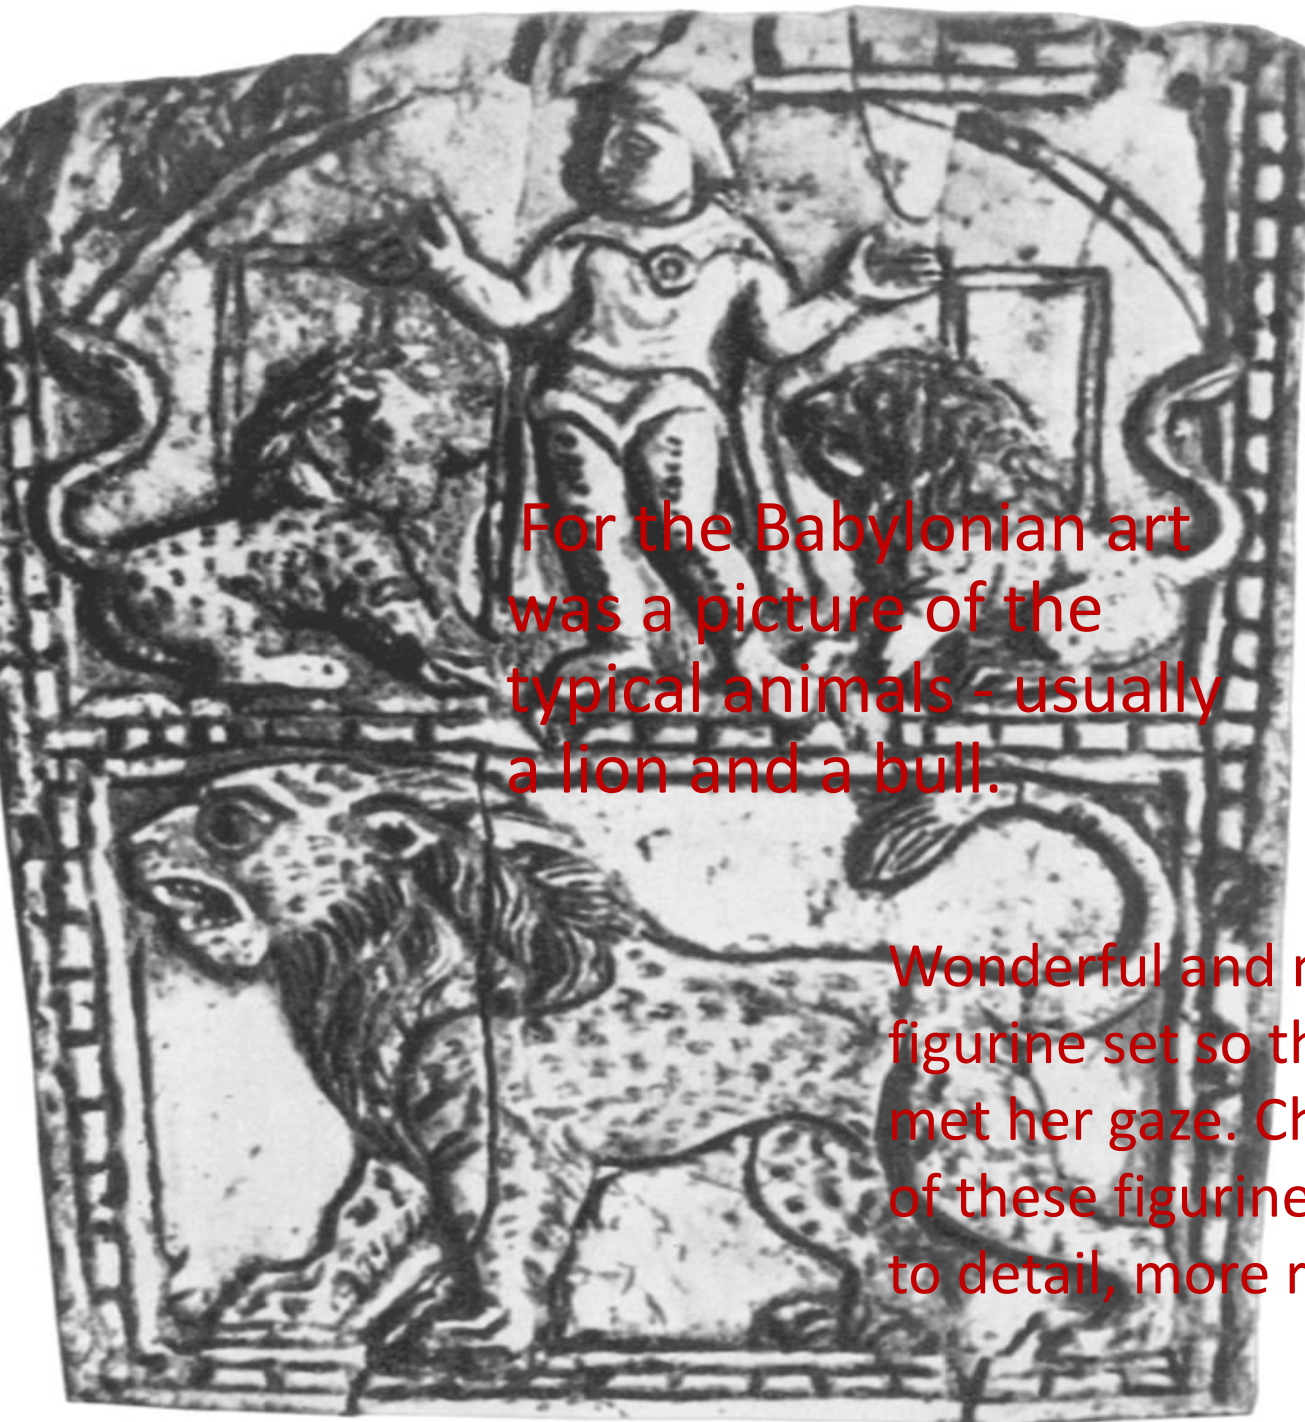 For the Babylonian art
was a picture of the
typical animals - usually
a lion and a bull.
Wonderful and
figurine set so
met her gaze.
of these
to detail, more